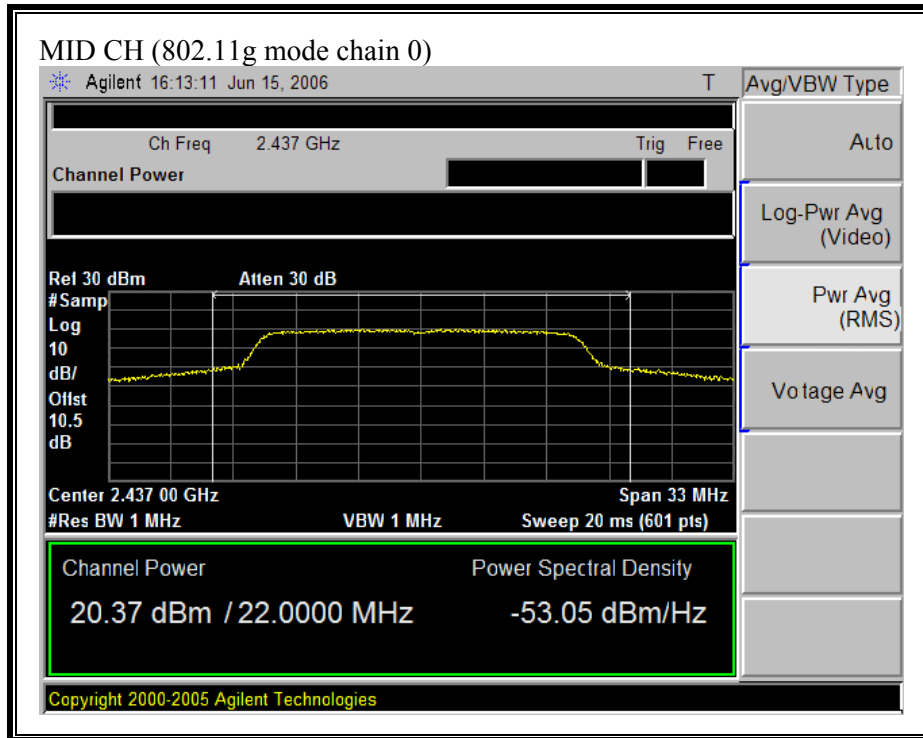 MID CH (802.11g mode chain 0)
Agilent 16:13:11 Jun 15, 2006 T
Avg/VBW Type
Ch Freq 2.437 GHz Trig Free
Channel Power
Auto
Log-Pwr Avg
(Video)
Pwr Avg
(RMS)
Votage Avg
Ref 30 dBm Atten 30 dB
#Samp
Log
10
dB/
Offst
10.5
dB
Center 2.437 00 GHz Span 33 MHz
#Res BW 1 MHz VBW 1 MHz Sweep 20 ms (601 pts)
Channel Power Power Spectral Density
20.37 dBm / 22.0000 MHz -53.05 dBm/Hz
Copyright 2000-2005 Agilent Technologies